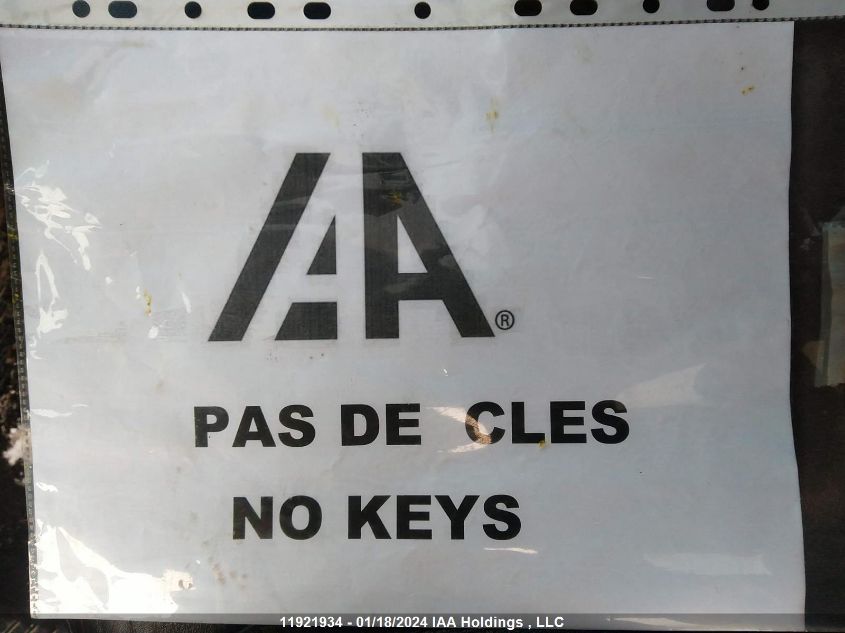 IAA®
PAS DE CLES
NO KEYS
11921934 - 01/18/2024 IAA Holdings , LLC